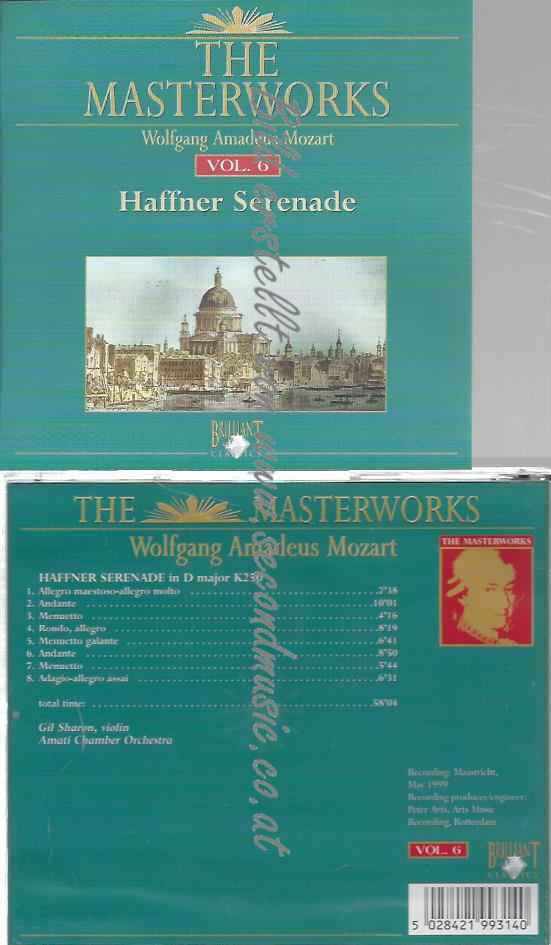 THE
MASTERWORKS
Wolfgang Amadeus Mozart
VOL. 6
Haffner Serenade
BRILLIANT
CLASSICS
THE MASTERWORKS
Wolfgang Amadeus Mozart
THE MASTERWORKS
HAFFNER SERENADE in D major K250
1. Allegro maestoso-allegro molto 7'38
2. Andante 10'01
3. Menuetto 4'16
4. Rondo, allegro 8'19
5. Menuetto galante 6'41
6. Andante 8'50
7. Menuetto 5'44
8. Adagio-allegro assai 6'31
total time: 58'04
Gil Sharon, violin
Amati Chamber Orchestra
Recording: Maastricht,
May 1999
Recording producer/engineer:
Peter Arts, Arts Music
Recording, Rotterdam
VOL. 6
BRILLIANT
CLASSICS
5 028421 993140
Bild erstellt von www.secondmusic.co.at